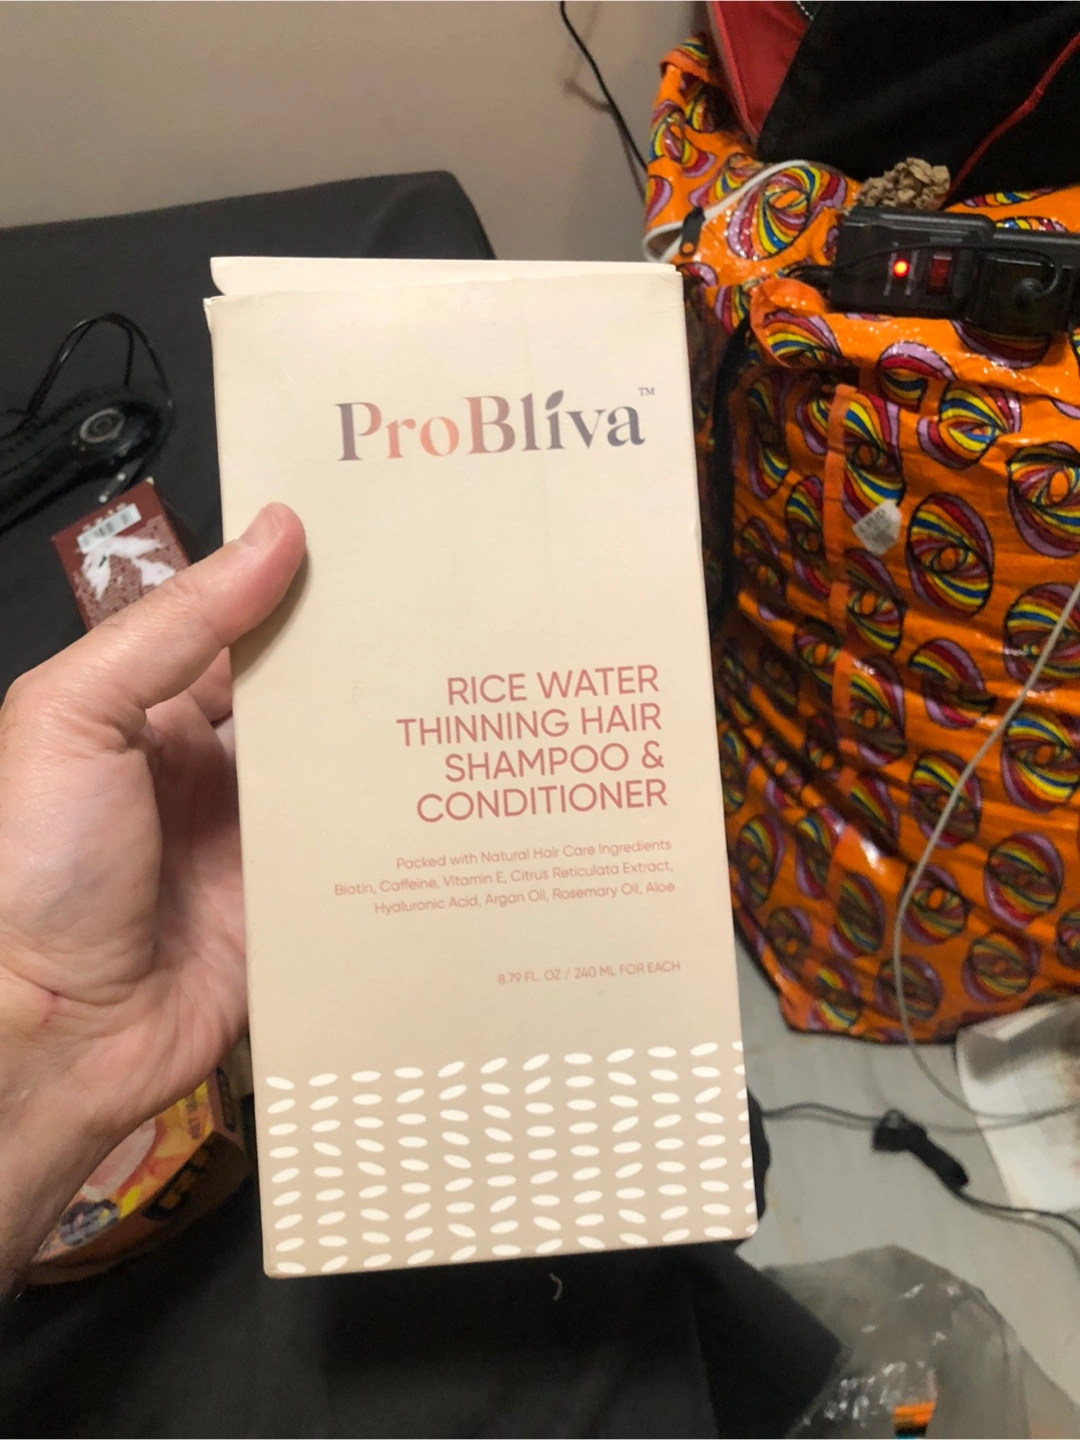 ProBliva™
RICE WATER
THINNING HAIR
SHAMPOO &
CONDITIONER
Packed with Natural Hair Care Ingredients
Biotin, Caffeine, Vitamin E, Citrus Reticulata Extract,
Hyaluronic Acid, Argan Oil, Rosemary Oil, Aloe
8.79 FL. OZ / 240 ML FOR EACH